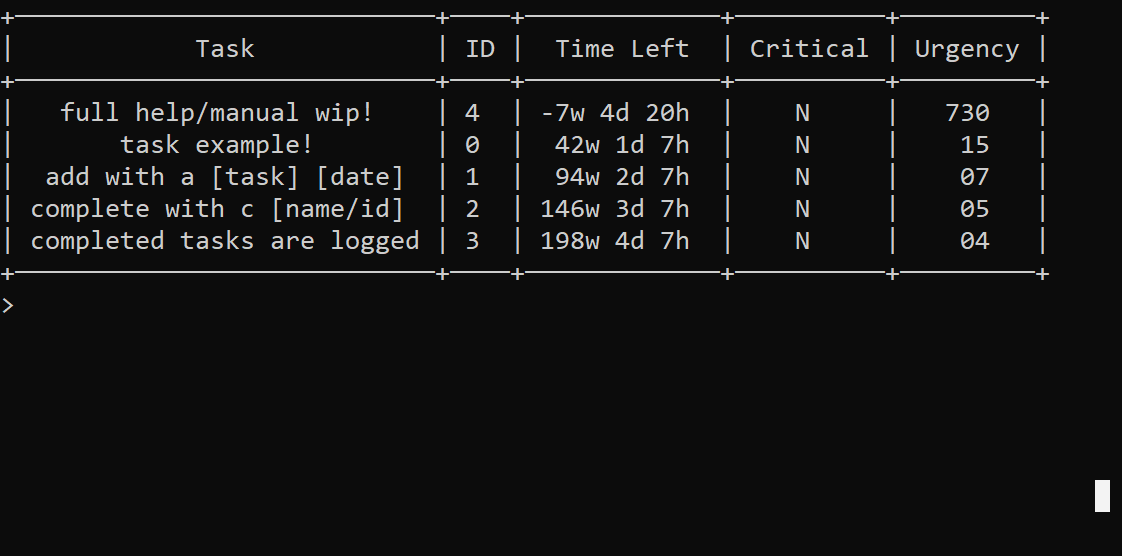 Task | ID | Time Left | Critical | Urgency
full help/manual wip! | 4 | -7w 4d 20h | N | 730
task example! | 0 | 42w 1d 7h | N | 15
add with a [task] [date] | 1 | 94w 2d 7h | N | 07
complete with c [name/id] | 2 | 146w 3d 7h | N | 05
completed tasks are logged | 3 | 198w 4d 7h | N | 04
>